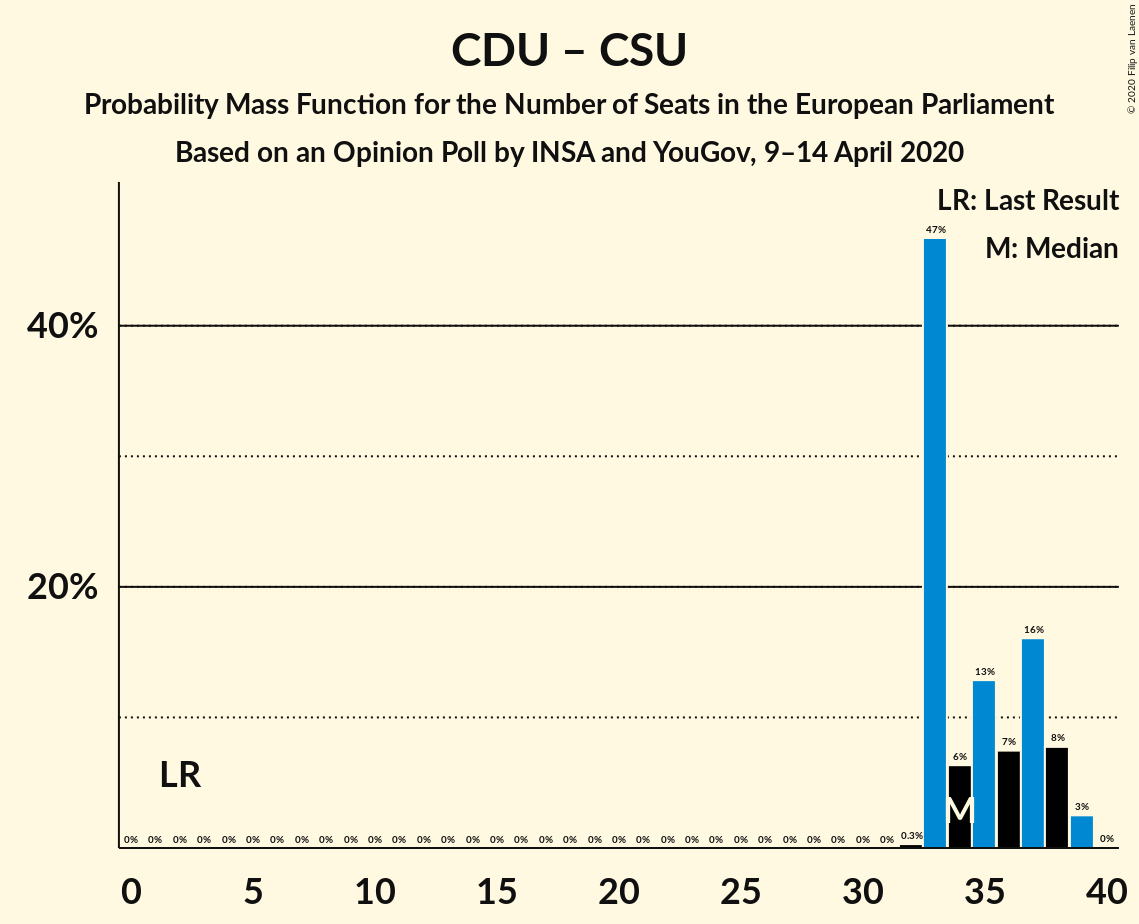 CDU – CSU
Probability Mass Function for the Number of Seats in the European Parliament
Based on an Opinion Poll by INSA and YouGov, 9–14 April 2020
© 2020 Filip van Laenen
LR: Last Result
M: Median
47%
40%
20%
16%
13%
8%
7%
6%
LR
M
3%
0% 0% 0% 0% 0% 0% 0% 0% 0% 0% 0% 0% 0% 0% 0% 0% 0% 0% 0% 0% 0% 0% 0% 0% 0% 0% 0% 0% 0% 0% 0% 0% 0.3% 0%
0 5 10 15 20 25 30 35 40